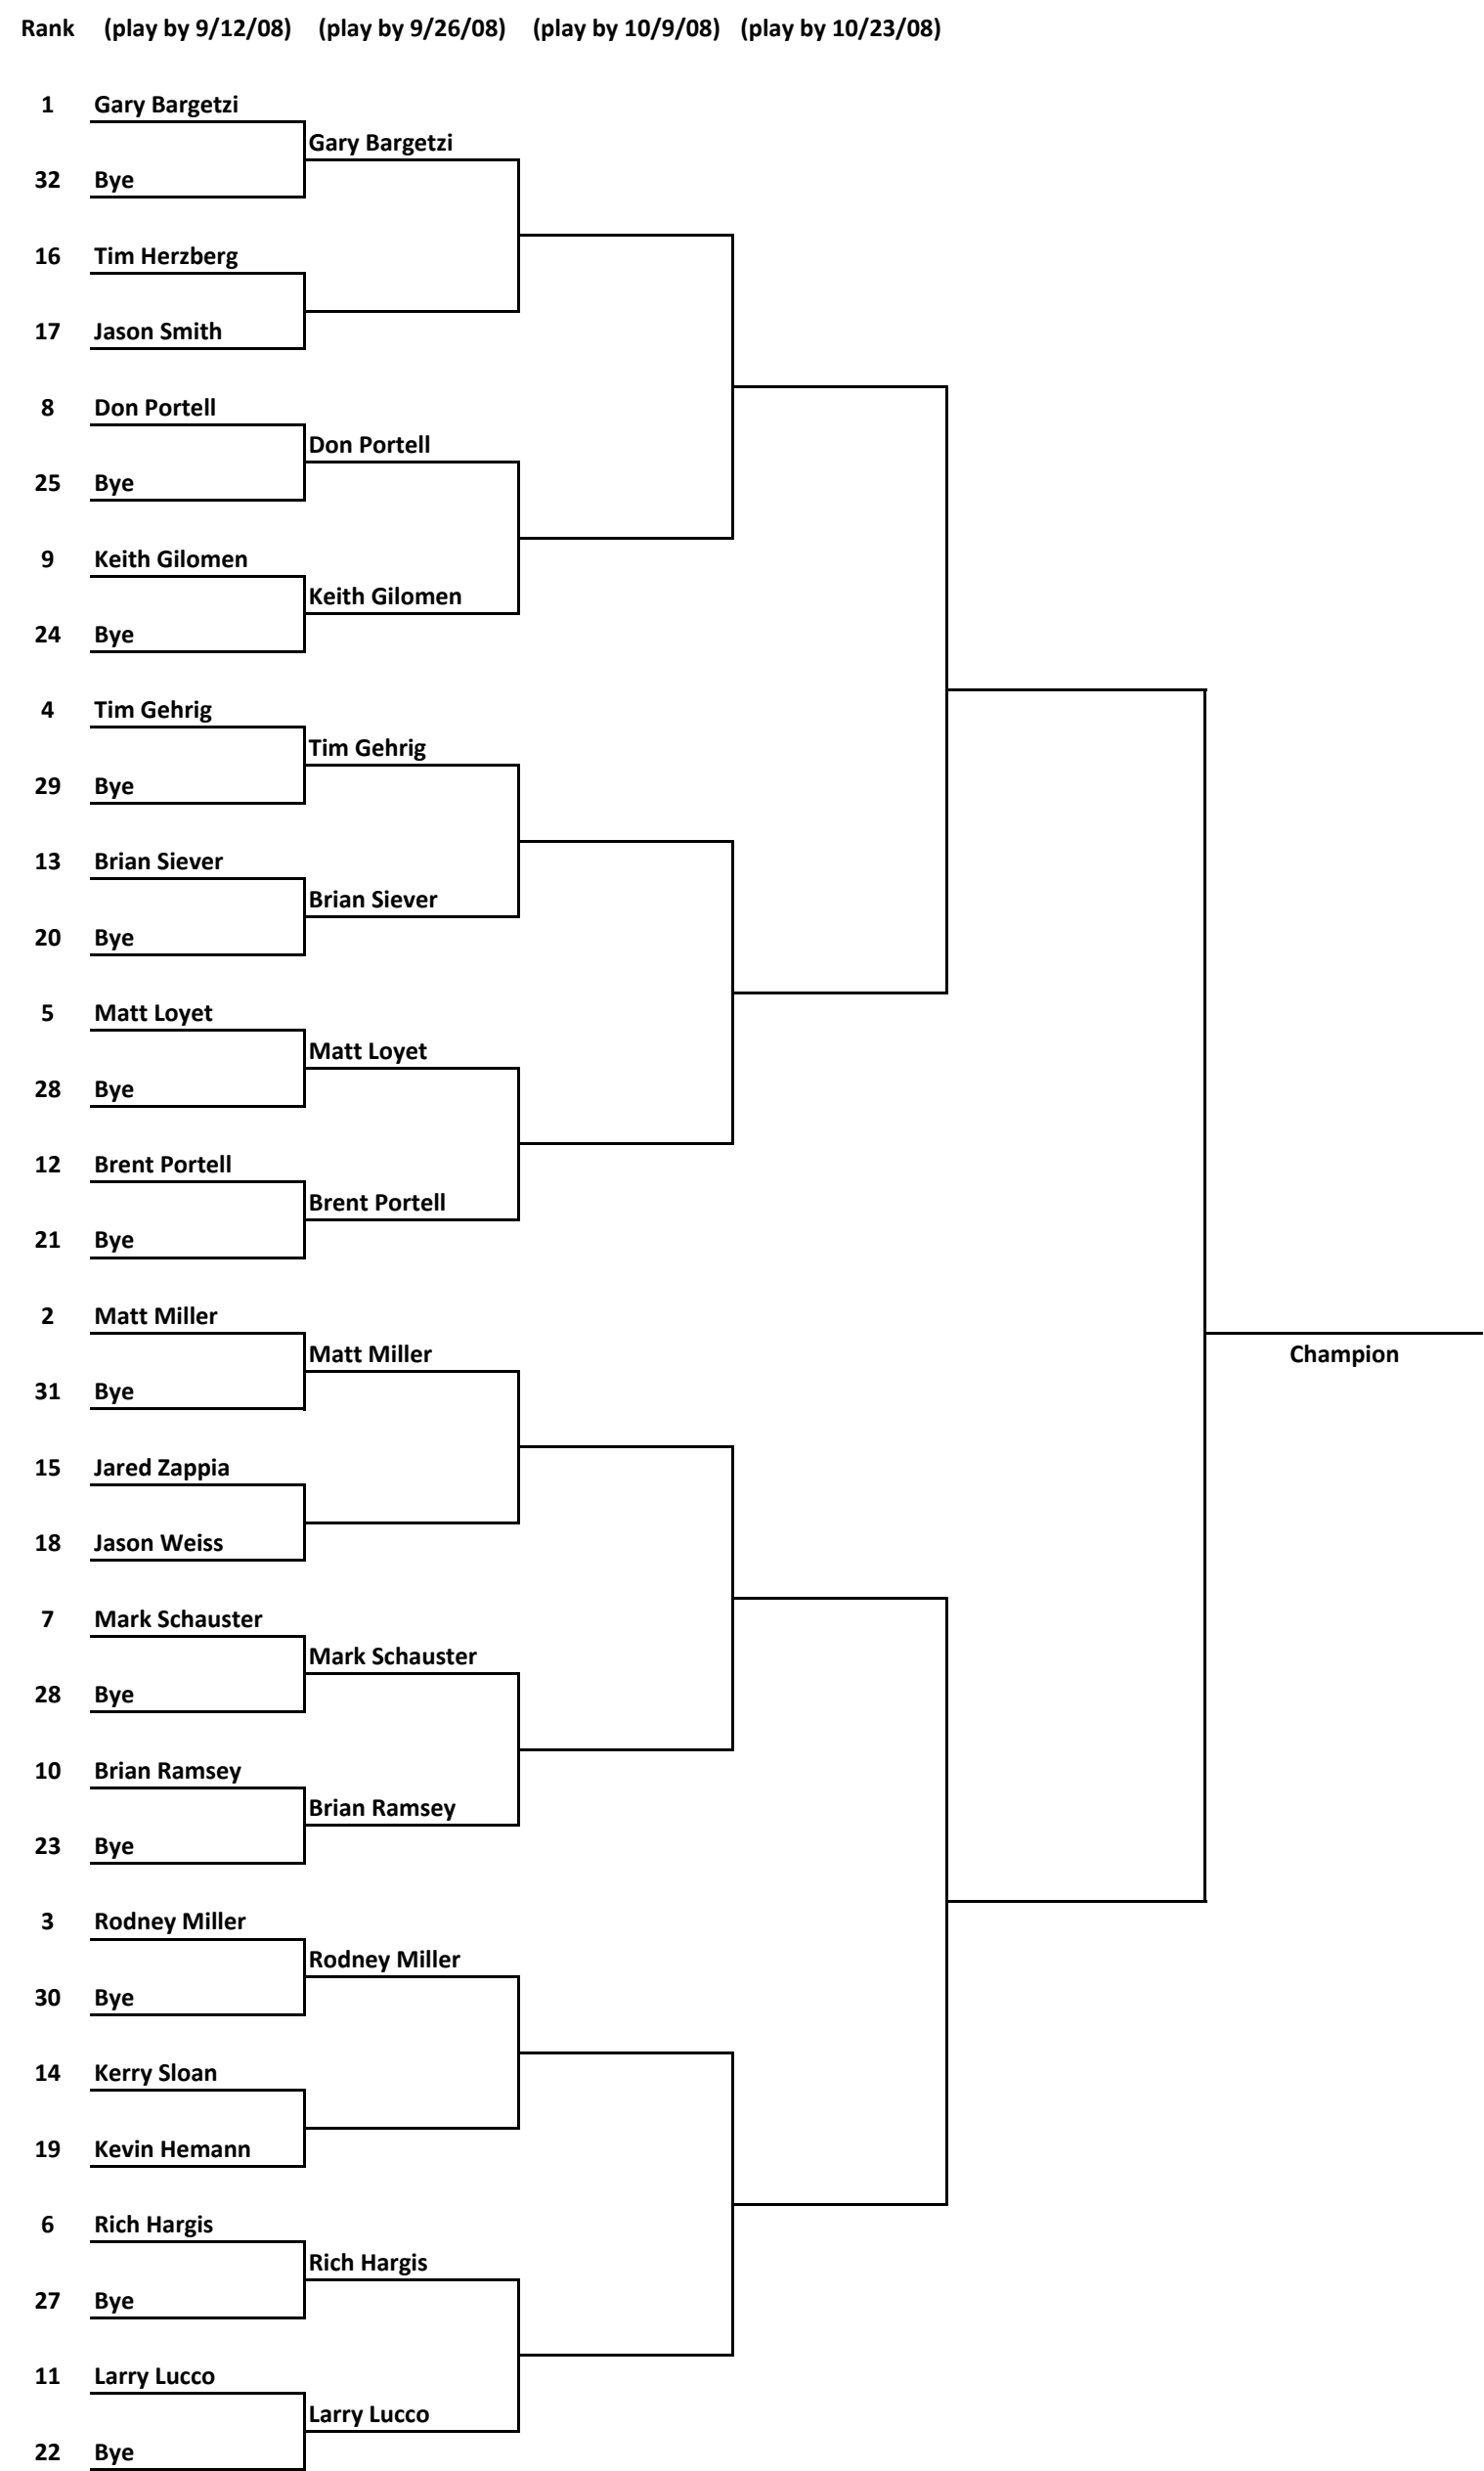 Rank (play by 9/12/08) (play by 9/26/08) (play by 10/9/08) (play by 10/23/08)
1 Gary Bargetzi
Gary Bargetzi
32 Bye
16 Tim Herzberg
17 Jason Smith
8 Don Portell
Don Portell
25 Bye
9 Keith Gilomen
Keith Gilomen
24 Bye
4 Tim Gehrig
Tim Gehrig
29 Bye
13 Brian Siever
Brian Siever
20 Bye
5 Matt Loyet
Matt Loyet
28 Bye
12 Brent Portell
Brent Portell
21 Bye
2 Matt Miller
Matt Miller
Champion
31 Bye
15 Jared Zappia
18 Jason Weiss
7 Mark Schauster
Mark Schauster
28 Bye
10 Brian Ramsey
Brian Ramsey
23 Bye
3 Rodney Miller
Rodney Miller
30 Bye
14 Kerry Sloan
19 Kevin Hemann
6 Rich Hargis
Rich Hargis
27 Bye
11 Larry Lucco
Larry Lucco
22 Bye